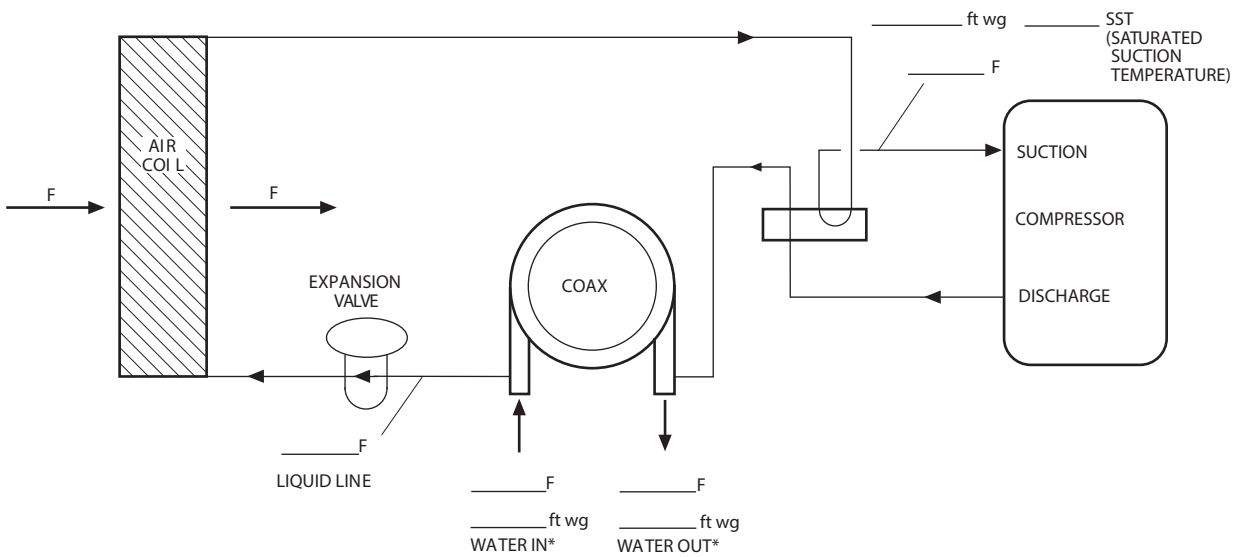 ft wg
SST
(SATURATED
SUCTION
TEMPERATURE)
F
AIR
COIL
SUCTION
F
F
COMPRESSOR
EXPANSION
VALVE
COAX
DISCHARGE
F
LIQUID LINE
F
F
ft wg
ft wg
WATER IN*
WATER OUT*